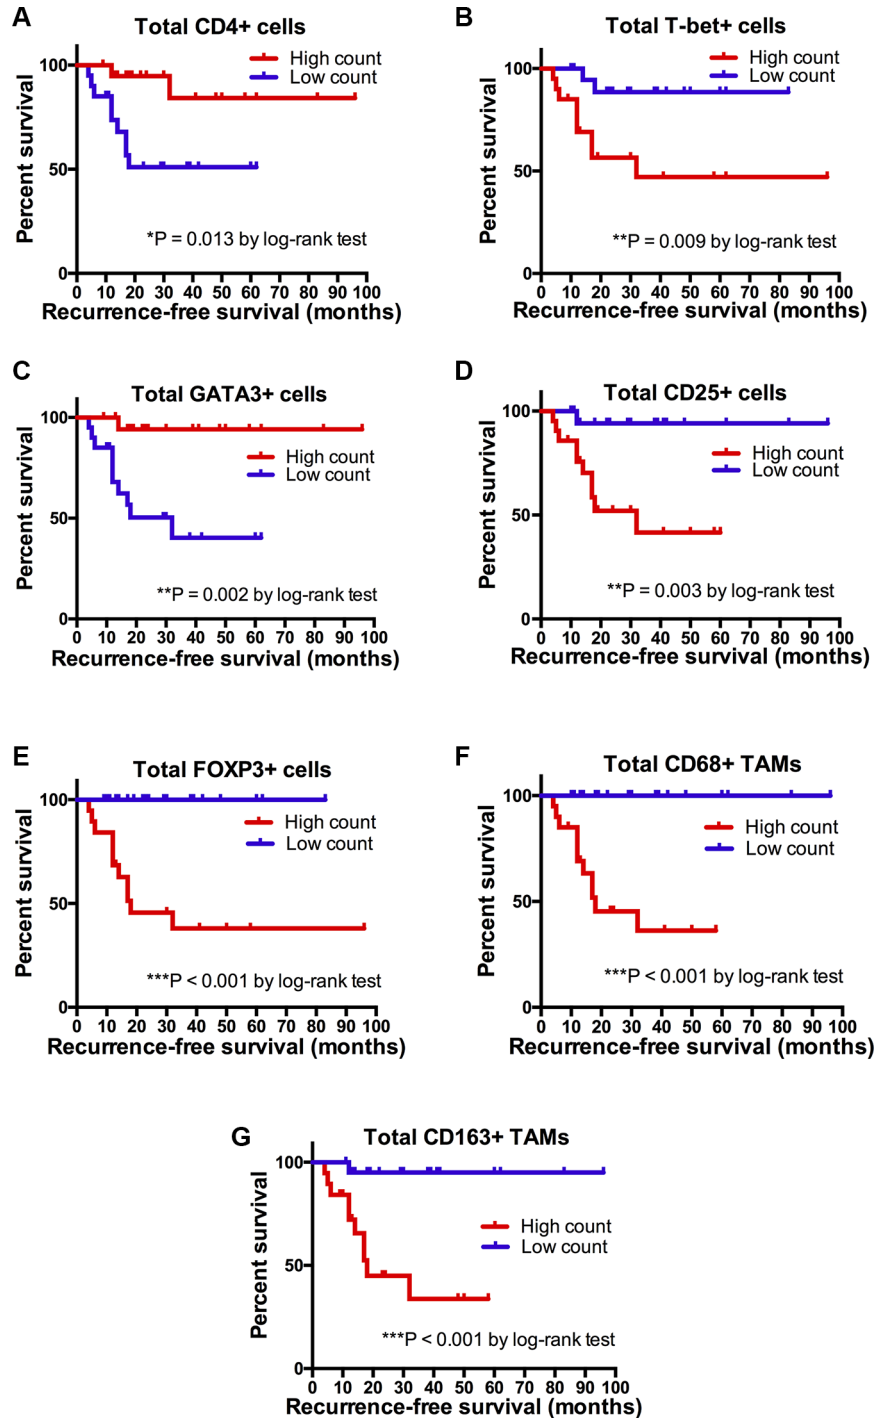 A
Total CD4+ cells
High count
Low count
Percent survival
100
50
0
*P = 0.013 by log-rank test
0 10 20 30 40 50 60 70 80 90 100
Recurrence-free survival (months)
B
Total T-bet+ cells
High count
Low count
Percent survival
100
50
0
**P = 0.009 by log-rank test
0 10 20 30 40 50 60 70 80 90 100
Recurrence-free survival (months)
C
Total GATA3+ cells
High count
Low count
Percent survival
100
50
0
**P = 0.002 by log-rank test
0 10 20 30 40 50 60 70 80 90 100
Recurrence-free survival (months)
D
Total CD25+ cells
High count
Low count
Percent survival
100
50
0
**P = 0.003 by log-rank test
0 10 20 30 40 50 60 70 80 90 100
Recurrence-free survival (months)
E
Total FOXP3+ cells
High count
Low count
Percent survival
100
50
0
***P < 0.001 by log-rank test
0 10 20 30 40 50 60 70 80 90 100
Recurrence-free survival (months)
F
Total CD68+ TAMs
High count
Low count
Percent survival
100
50
0
***P < 0.001 by log-rank test
0 10 20 30 40 50 60 70 80 90 100
Recurrence-free survival (months)
G
Total CD163+ TAMs
High count
Low count
Percent survival
100
50
0
***P < 0.001 by log-rank test
0 10 20 30 40 50 60 70 80 90 100
Recurrence-free survival (months)